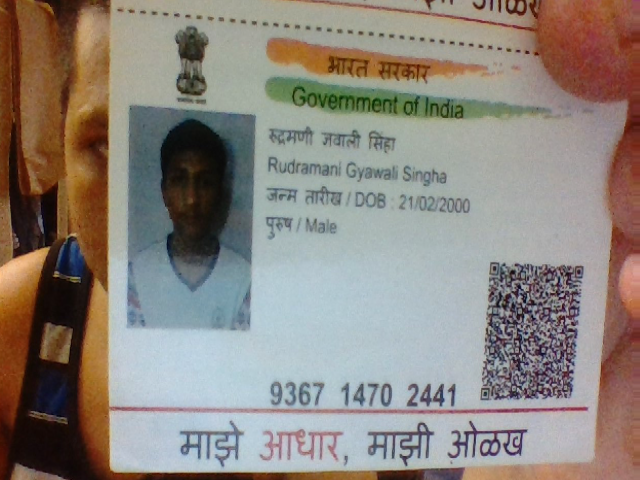 माझी ओळख
भारत सरकार
Government of India
रुद्रमणी ज्ञवाली सिंहा
Rudramani Gyawali Singha
जन्म तारीख / DOB : 21/02/2000
पुरुष / Male
9367 1470 2441
माझे आधार, माझी ओळख